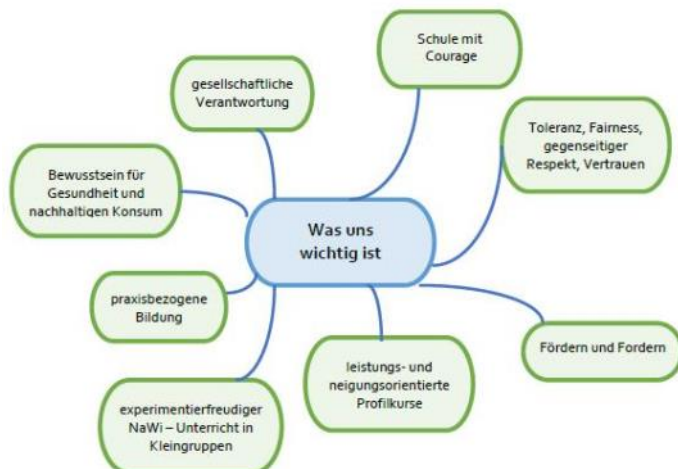 Schule mit
Courage
gesellschaftliche
Verantwortung
Toleranz, Fairness,
gegenseitiger
Respekt, Vertrauen
Bewusstsein für
Gesundheit und
nachhaltigen Konsum
Was uns
wichtig ist
praxisbezogene
Bildung
Fördern und Fordern
leistungs- und
neigungsorientierte
Profilkurse
experimentierfreudiger
NaWi – Unterricht in
Kleingruppen